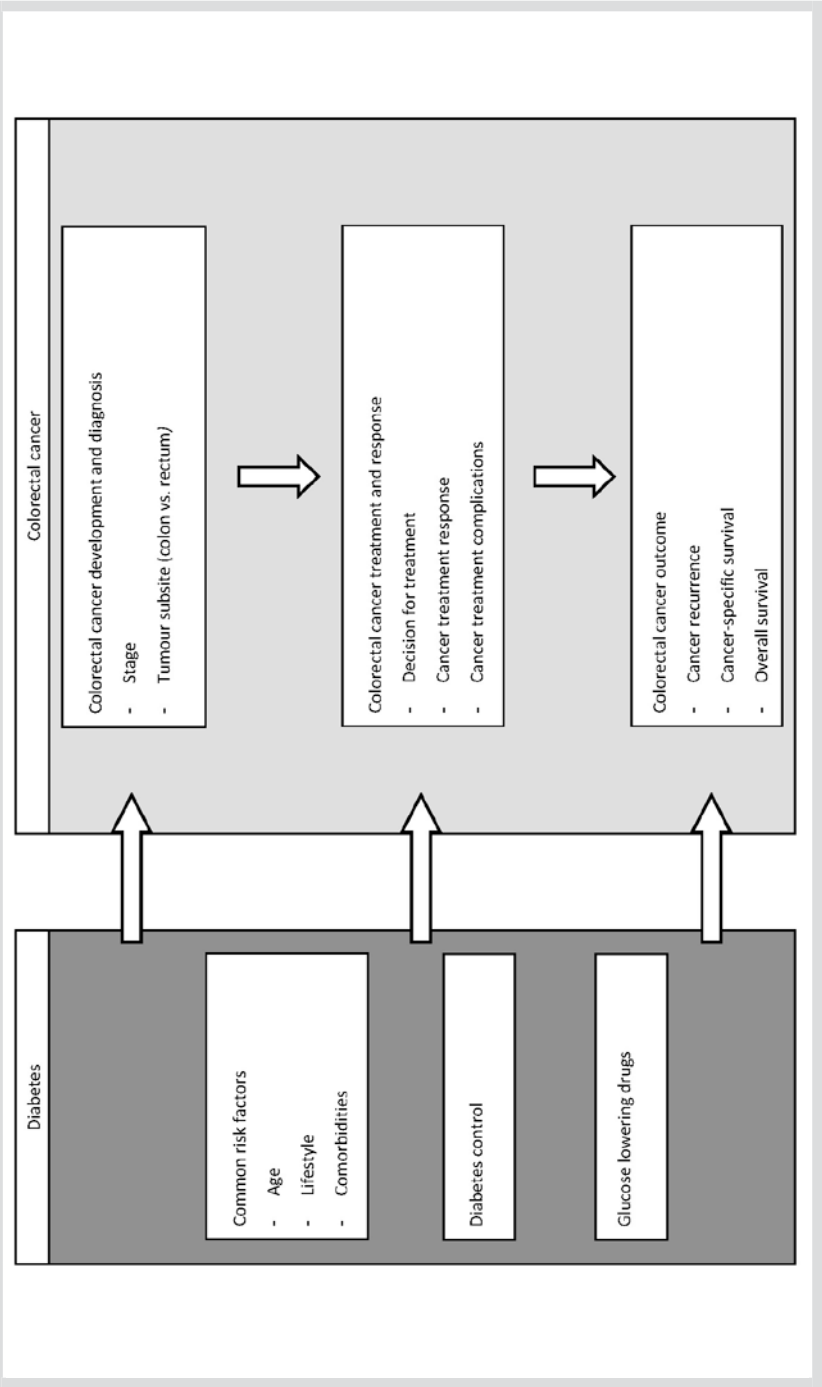 Diabetes
Common risk factors
- Age
- Lifestyle
- Comorbidities
Diabetes control
Glucose lowering drugs
Colorectal cancer
Colorectal cancer development and diagnosis
- Stage
- Tumour subsite (colon vs. rectum)
Colorectal cancer treatment and response
- Decision for treatment
- Cancer treatment response
- Cancer treatment complications
Colorectal cancer outcome
- Cancer recurrence
- Cancer-specific survival
- Overall survival